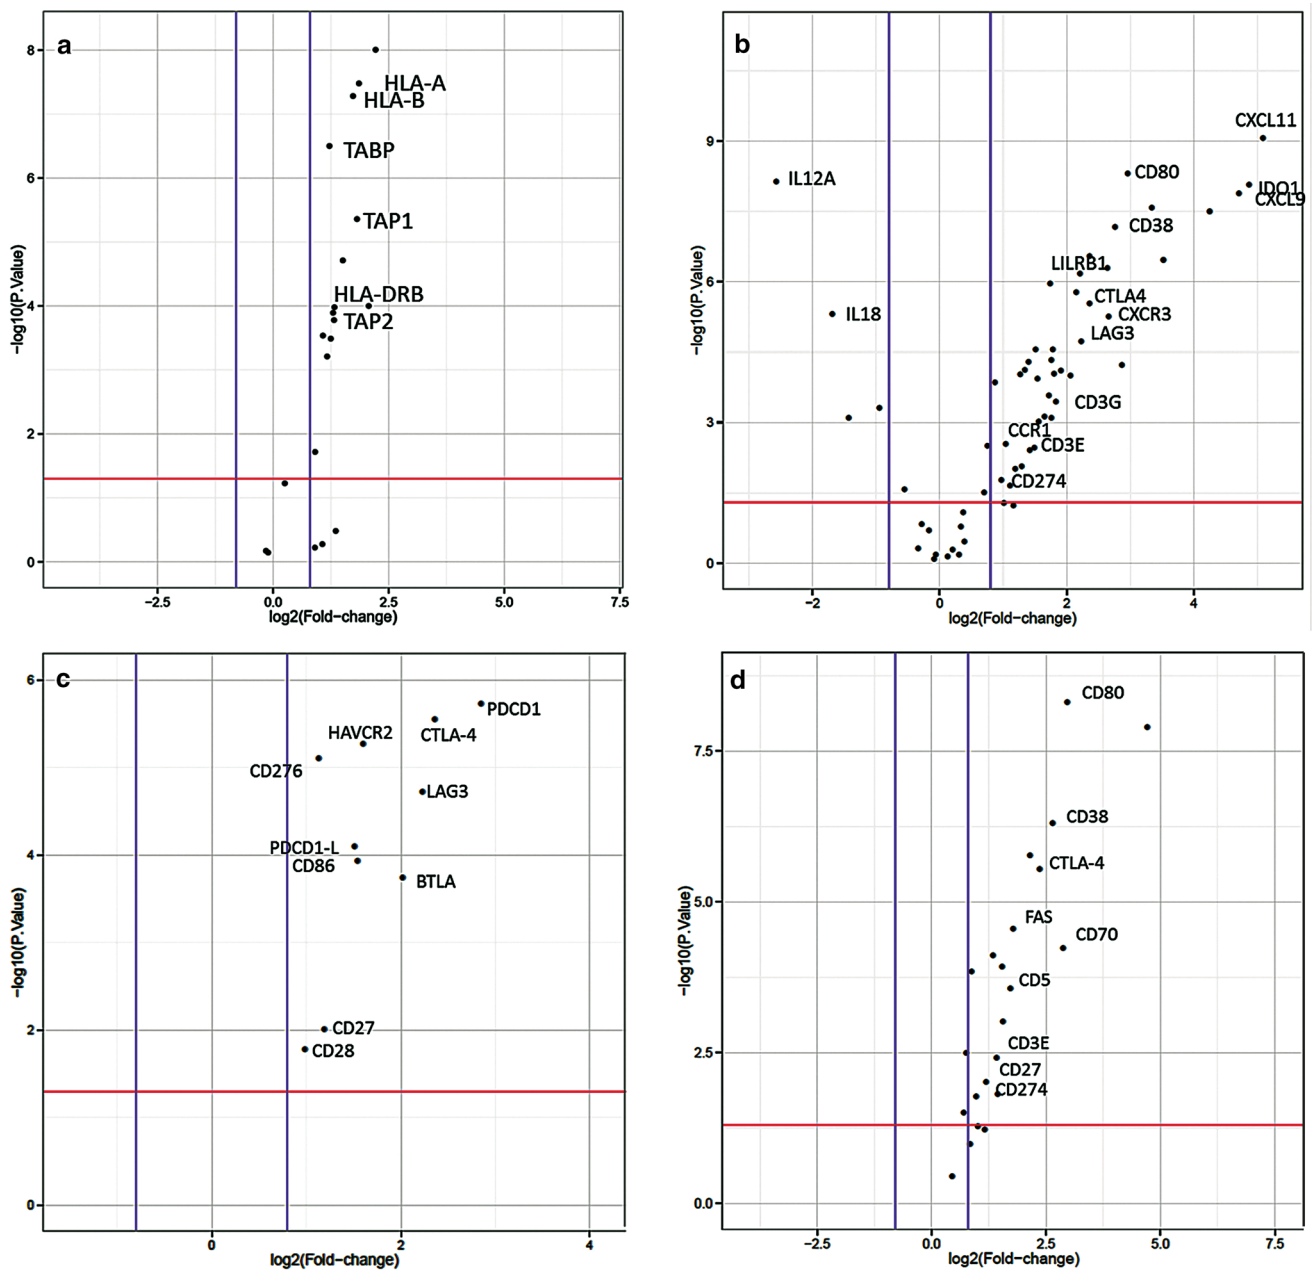 a
8
6
4
2
0
−log10(P.Value)
HLA-A
HLA-B
TABP
TAP1
HLA-DRB
TAP2
−2.5 0.0 2.5 5.0 7.5
log2(Fold−change)
b
9
6
3
0
−log10(P.Value)
CXCL11
CD80
IL12A
IDO1
CXCL9
CD38
LILRB1
CTLA4
IL18
CXCR3
LAG3
CD3G
CCR1
CD3E
CD274
−2 0 2 4
log2(Fold−change)
c
6
4
2
0
−log10(P.Value)
PDCD1
HAVCR2
CTLA-4
CD276
LAG3
PDCD1-L
CD86
BTLA
CD27
CD28
0 2 4
log2(Fold−change)
d
7.5
5.0
2.5
0.0
−log10(P.Value)
CD80
CD38
CTLA-4
FAS
CD70
CD5
CD3E
CD27
CD274
−2.5 0.0 2.5 5.0 7.5
log2(Fold−change)